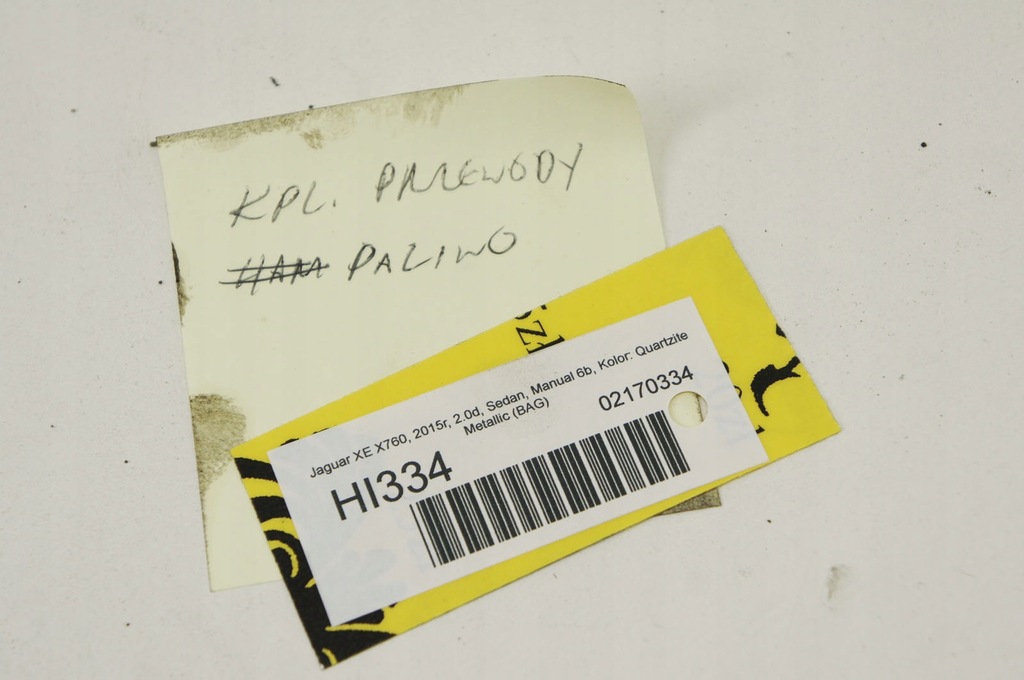 KPL. PRZEWODY
PALIWO
Jaguar XE X760, 2015r, 2.0d, Sedan, Manual 6b, Kolor: Quartzite
Metallic (BAG)
02170334
HI334